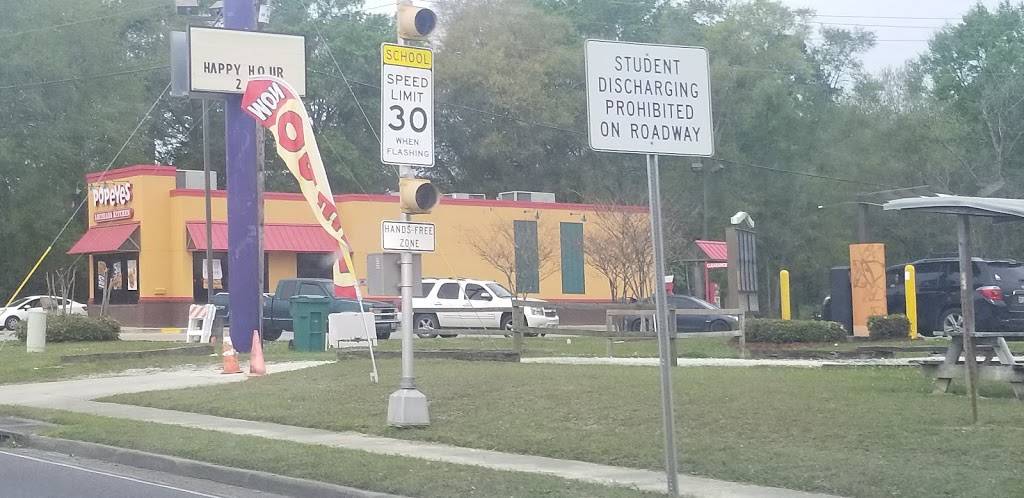 HAPPY HOUR
2
NOW
SCHOOL
SPEED
LIMIT
30
WHEN
FLASHING
HANDS-FREE
ZONE
STUDENT
DISCHARGING
PROHIBITED
ON ROADWAY
POPEYES
LOUISIANA KITCHEN